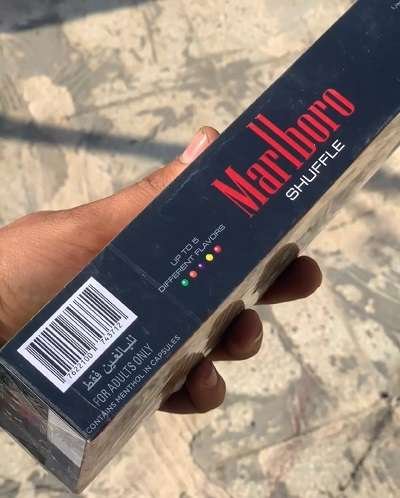 Marlboro
SHUFFLE
UP TO 5
DIFFERENT FLAVORS
للبالغين فقط
FOR ADULTS ONLY
CONTAINS MENTHOL IN CAPSULES